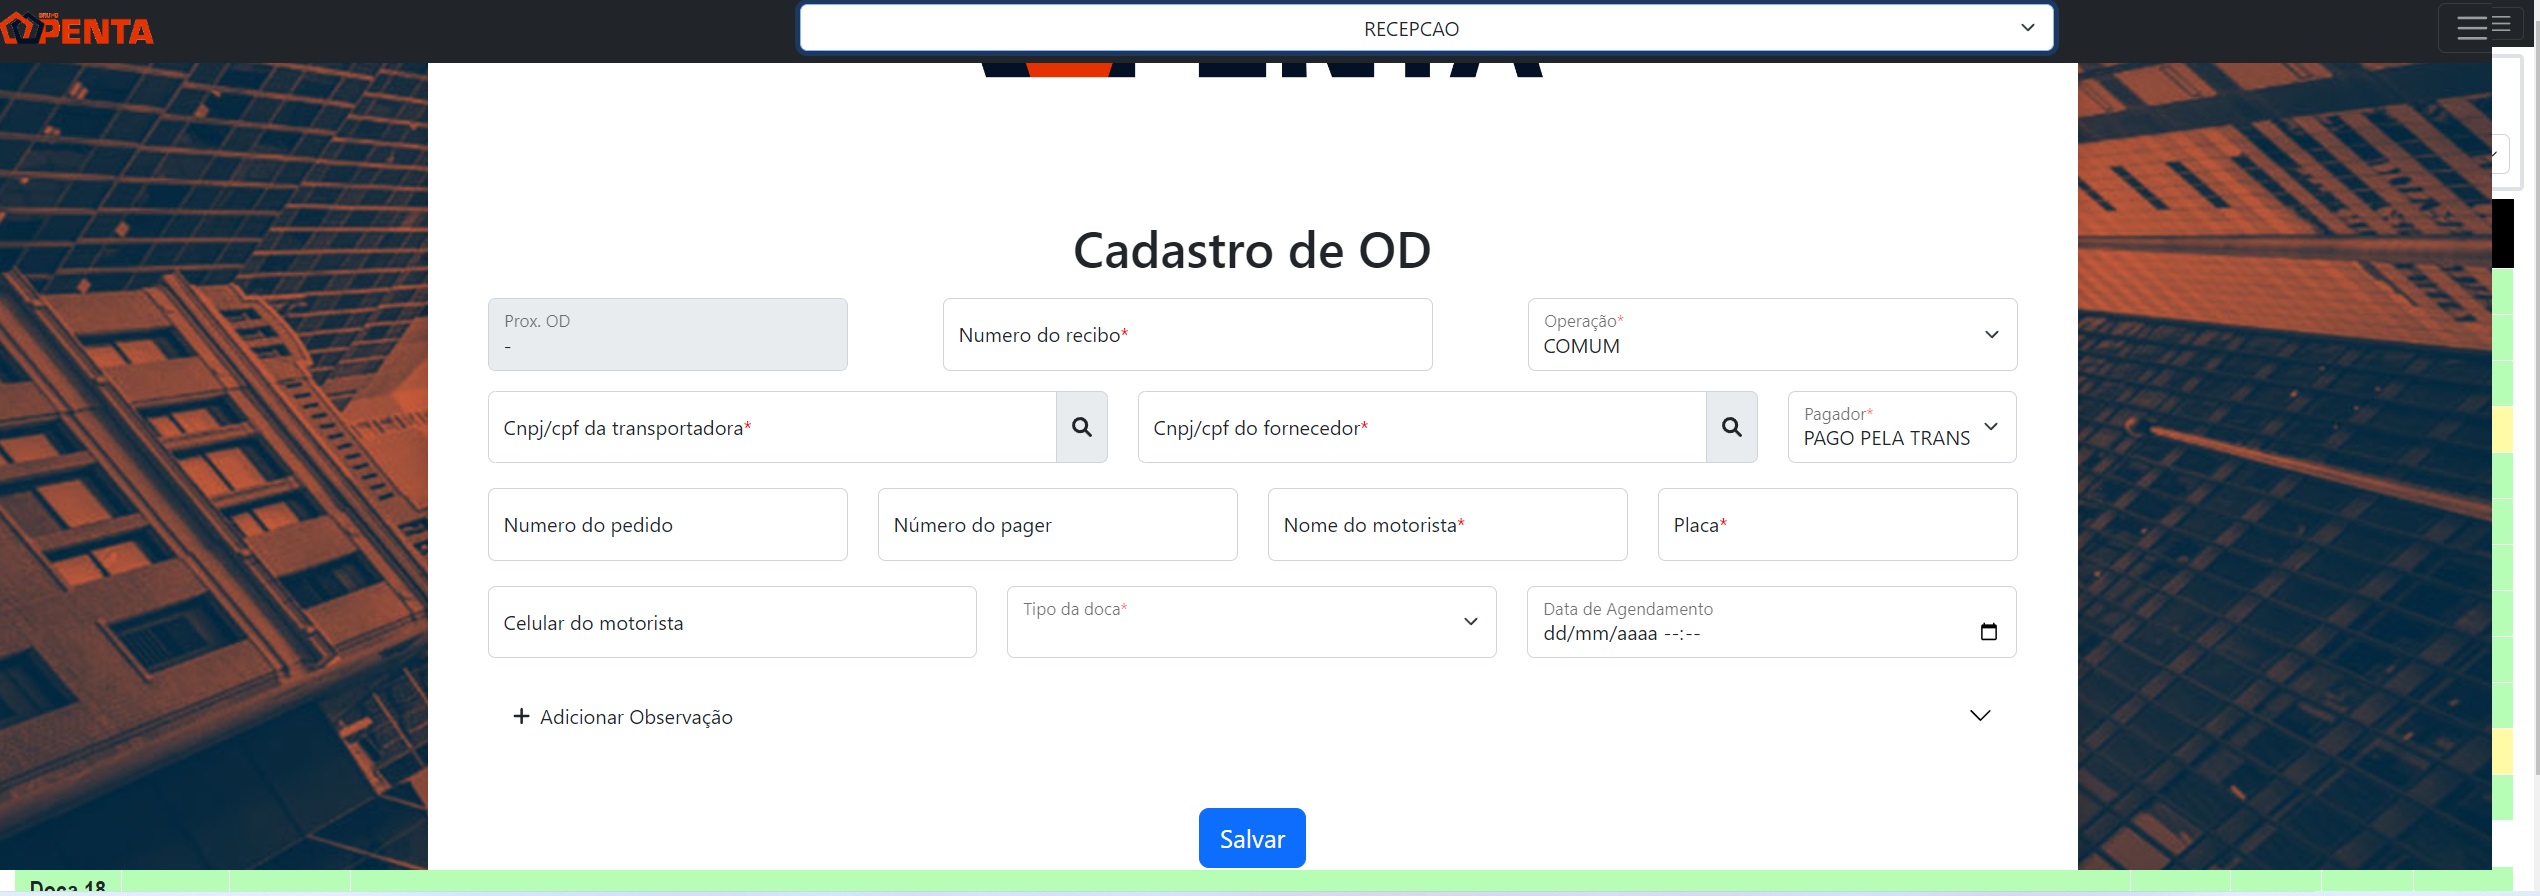 GRUPO
PENTA
RECEPCAO
PENTA
Cadastro de OD
Prox. OD
-
Numero do recibo*
Operação*
COMUM
Cnpj/cpf da transportadora*
Cnpj/cpf do fornecedor*
Pagador*
PAGO PELA TRANS
Numero do pedido
Número do pager
Nome do motorista*
Placa*
Celular do motorista
Tipo da doca*
Data de Agendamento
dd/mm/aaaa --:--
+ Adicionar Observação
Salvar
Doca 18